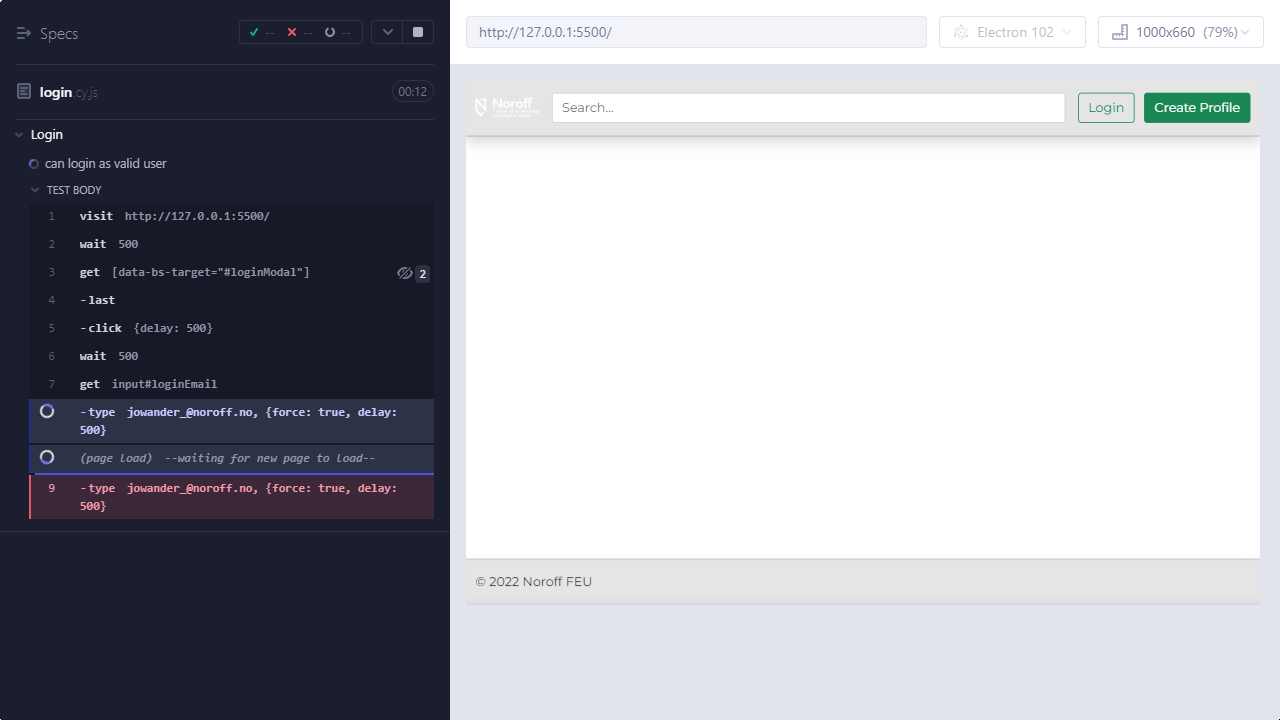 Specs
-- -- --
login.cy.js
00:12
Login
can login as valid user
TEST BODY
1 visit http://127.0.0.1:5500/
2 wait 500
3 get [data-bs-target="#loginModal"] 2
4 -last
5 -click {delay: 500}
6 wait 500
7 get input#loginEmail
-type jowander_@noroff.no, {force: true, delay:
500}
(page load) --waiting for new page to load--
9 -type jowander_@noroff.no, {force: true, delay:
500}
http://127.0.0.1:5500/
Electron 102
1000x660 (79%)
Noroff
Search...
Login
Create Profile
© 2022 Noroff FEU